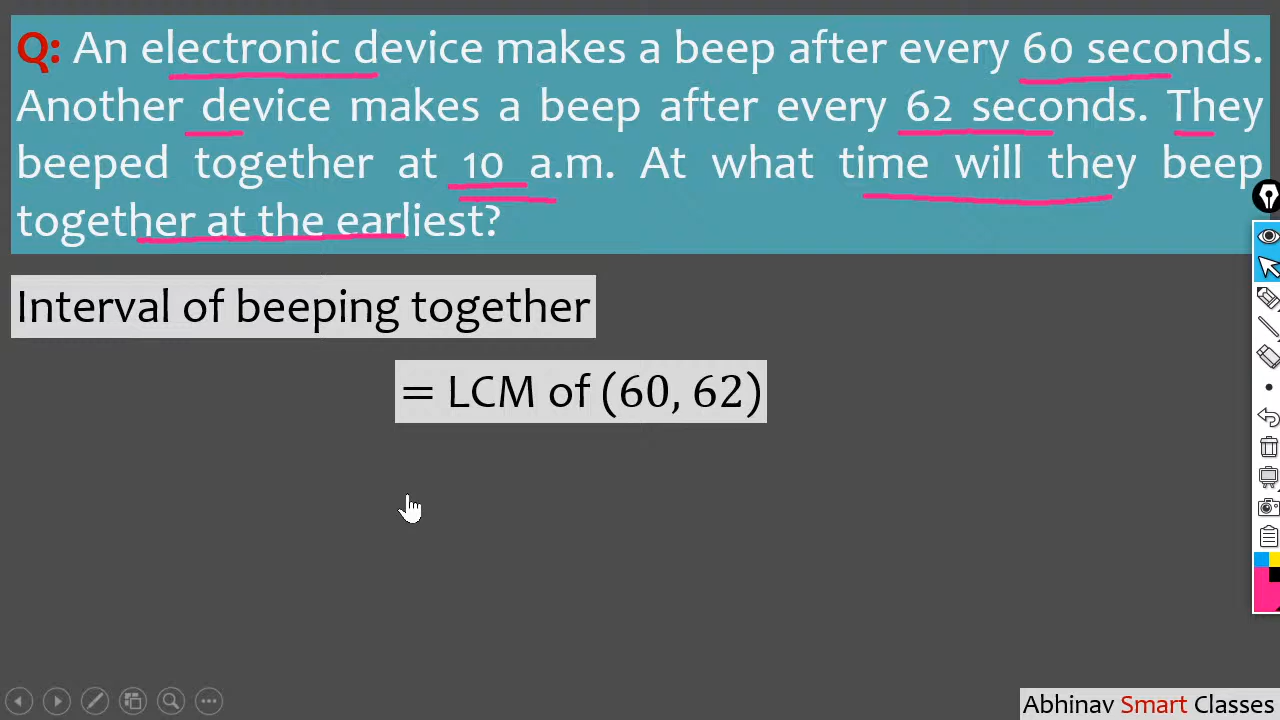 Q: An electronic device makes a beep after every 60 seconds.
Another device makes a beep after every 62 seconds. They
beeped together at 10 a.m. At what time will they beep
together at the earliest?
Interval of beeping together
= LCM of (60, 62)
Abhinav Smart Classes